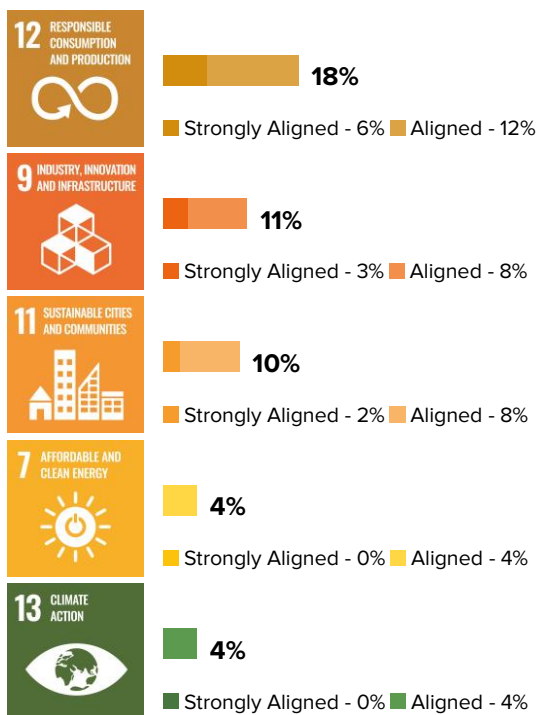 12 RESPONSIBLE
CONSUMPTION
AND PRODUCTION
18%
Strongly Aligned - 6% Aligned - 12%
9 INDUSTRY, INNOVATION
AND INFRASTRUCTURE
11%
Strongly Aligned - 3% Aligned - 8%
11 SUSTAINABLE CITIES
AND COMMUNITIES
10%
Strongly Aligned - 2% Aligned - 8%
7 AFFORDABLE AND
CLEAN ENERGY
4%
Strongly Aligned - 0% Aligned - 4%
13 CLIMATE
ACTION
4%
Strongly Aligned - 0% Aligned - 4%